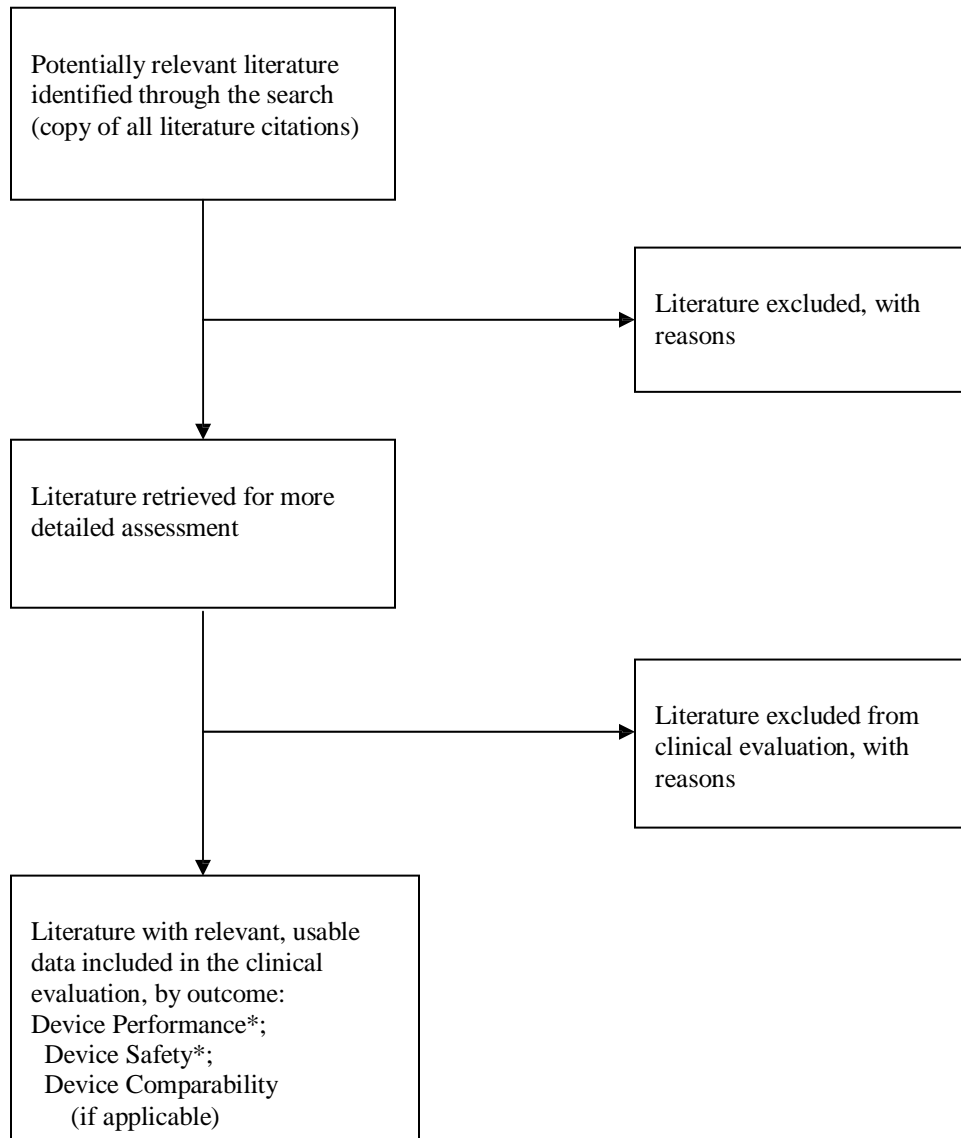 Potentially relevant literature
identified through the search
(copy of all literature citations)
Literature excluded, with
reasons
Literature retrieved for more
detailed assessment
Literature excluded from
clinical evaluation, with
reasons
Literature with relevant, usable
data included in the clinical
evaluation, by outcome:
Device Performance*;
Device Safety*;
Device Comparability
(if applicable)